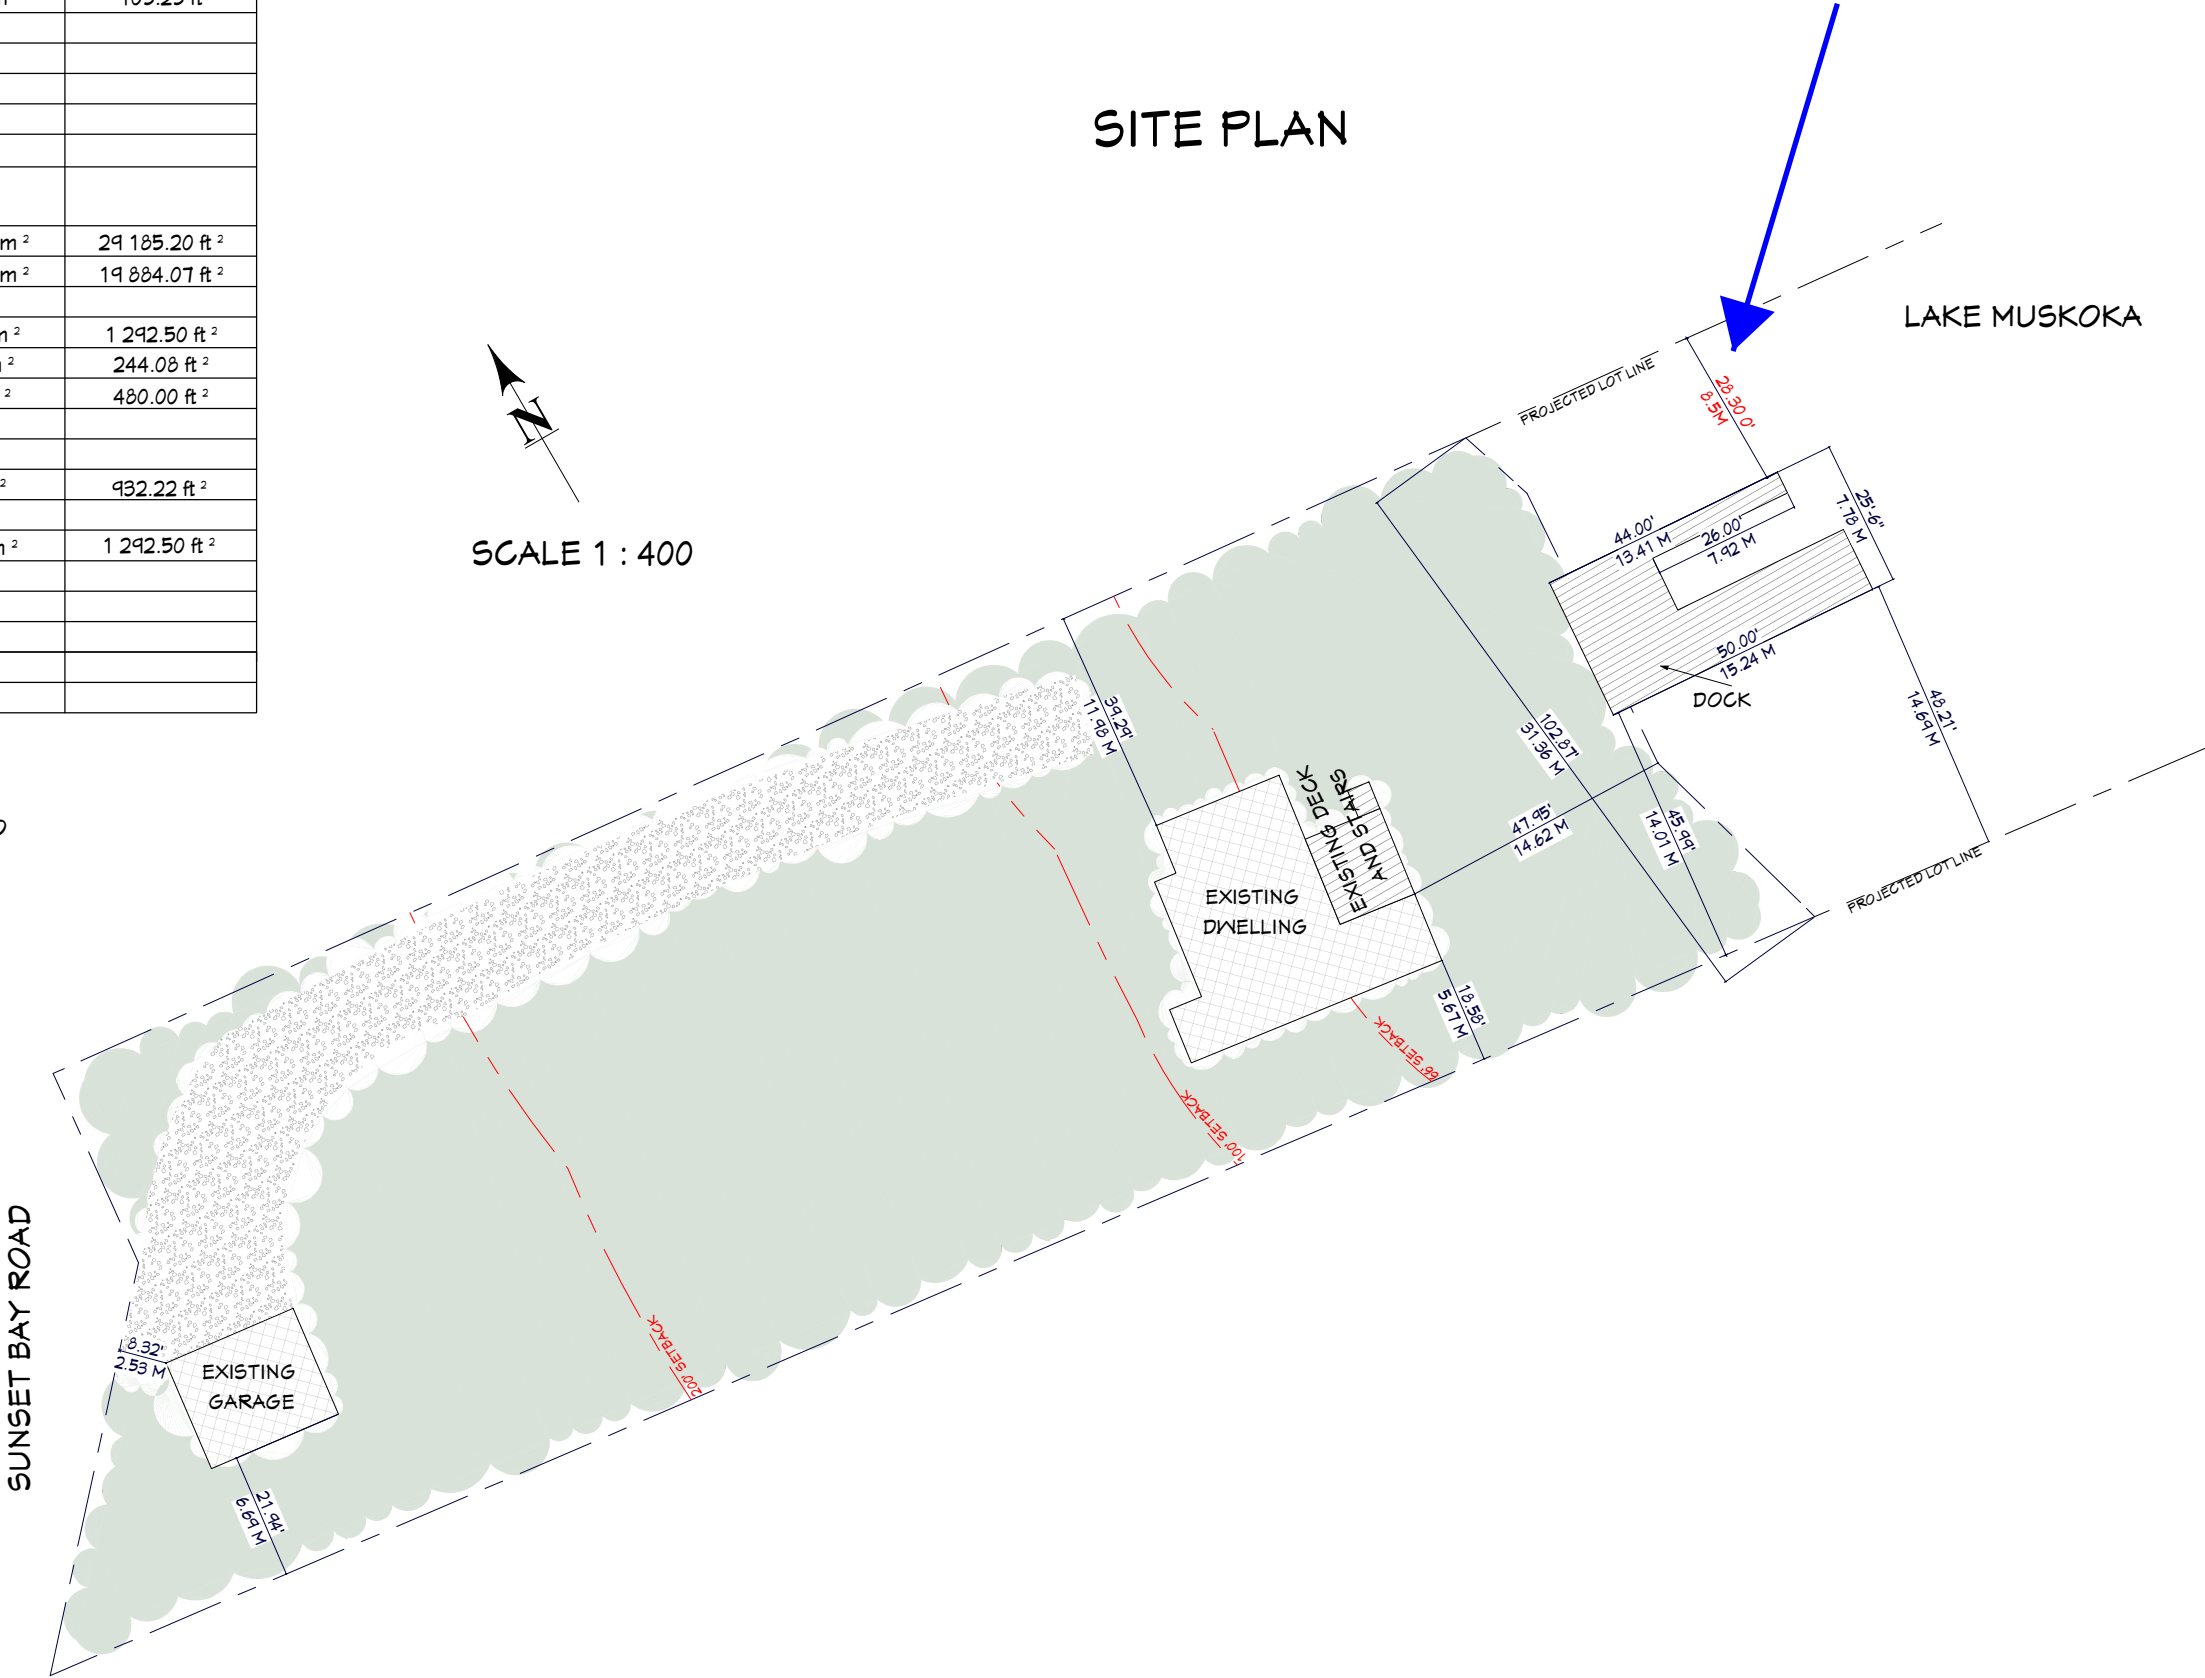 m ²
29 185.20 ft ²
m ²
19 884.07 ft ²
1 292.50 ft ²
244.08 ft ²
²
480.00 ft ²
²
932.22 ft ²
1 292.50 ft ²
SITE PLAN
N
SCALE 1 : 400
LAKE MUSKOKA
PROJECTED LOT LINE
28.30 0'
8.5M
44.00'
13.41 M
26.00'
7.92 M
25'-6"
7.78 M
50.00'
15.24 M
DOCK
48.21'
14.69 M
39.29'
11.98 M
102.87'
31.36 M
47.95'
14.62 M
45.99'
14.01 M
PROJECTED LOT LINE
EXISTING DECK
AND STAIRS
EXISTING
DWELLING
18.58'
5.67 M
66' SETBACK
100' SETBACK
200' SETBACK
SUNSET BAY ROAD
8.32'
2.53 M
EXISTING
GARAGE
21.94'
6.69 M